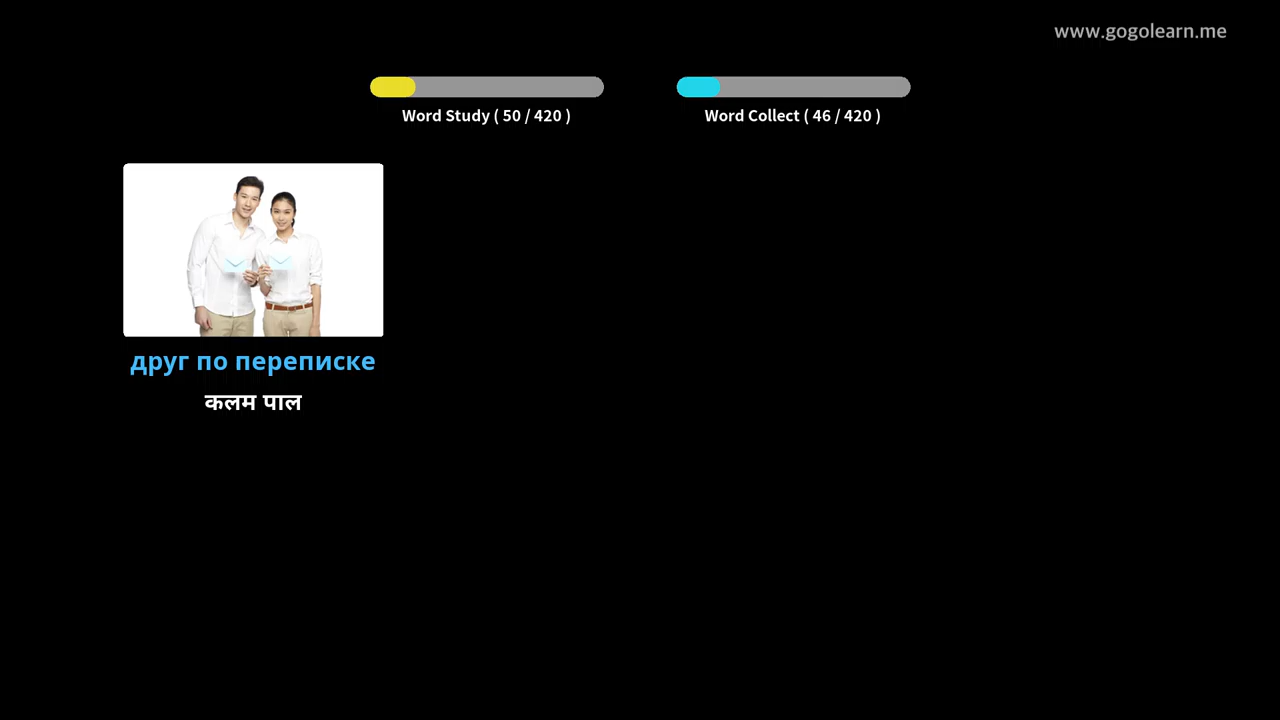 www.gogolearn.me
Word Study ( 50 / 420 )
Word Collect ( 46 / 420 )
друг по переписке
कलम पाल